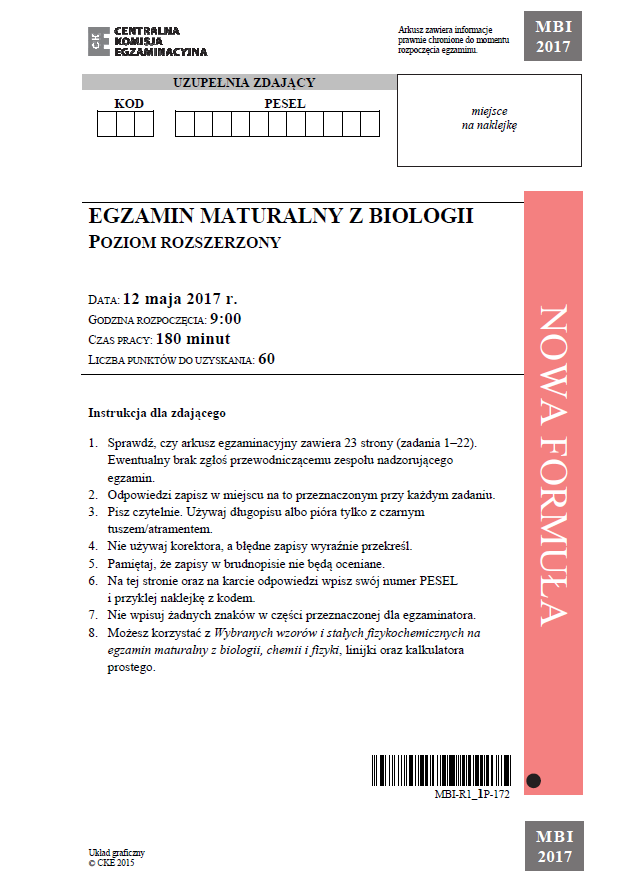 CKE CENTRALNA
KOMISJA
EGZAMINACYJNA
Arkusz zawiera informacje
prawnie chronione do momentu
rozpoczęcia egzaminu.
MBI
2017
UZUPEŁNIA ZDAJĄCY
KOD PESEL
miejsce
na naklejkę
EGZAMIN MATURALNY Z BIOLOGII
POZIOM ROZSZERZONY
DATA: 12 maja 2017 r.
GODZINA ROZPOCZĘCIA: 9:00
CZAS PRACY: 180 minut
LICZBA PUNKTÓW DO UZYSKANIA: 60
NOWA FORMUŁA
Instrukcja dla zdającego
1. Sprawdź, czy arkusz egzaminacyjny zawiera 23 strony (zadania 1–22).
Ewentualny brak zgłoś przewodniczącemu zespołu nadzorującego
egzamin.
2. Odpowiedzi zapisz w miejscu na to przeznaczonym przy każdym zadaniu.
3. Pisz czytelnie. Używaj długopisu albo pióra tylko z czarnym
tuszem/atramentem.
4. Nie używaj korektora, a błędne zapisy wyraźnie przekreśl.
5. Pamiętaj, że zapisy w brudnopisie nie będą oceniane.
6. Na tej stronie oraz na karcie odpowiedzi wpisz swój numer PESEL
i przyklej naklejkę z kodem.
7. Nie wpisuj żadnych znaków w części przeznaczonej dla egzaminatora.
8. Możesz korzystać z Wybranych wzorów i stałych fizykochemicznych na
egzamin maturalny z biologii, chemii i fizyki, linijki oraz kalkulatora
prostego.
MBI-R1_1P-172
Układ graficzny
© CKE 2015
MBI
2017